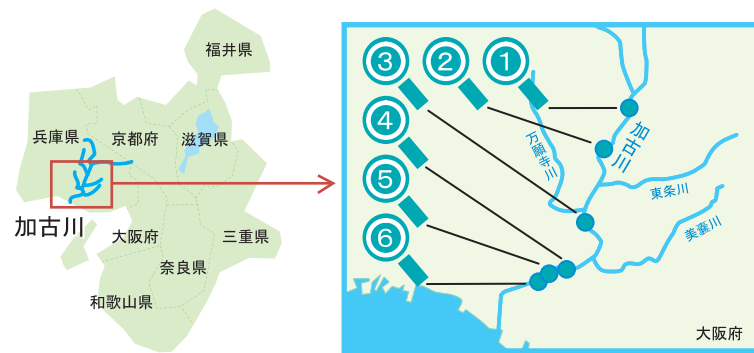 福井県
兵庫県
京都府
滋賀県
加古川
大阪府
三重県
奈良県
和歌山県
③
②
①
④
⑤
⑥
万願寺川
加古川
東条川
美嚢川
大阪府